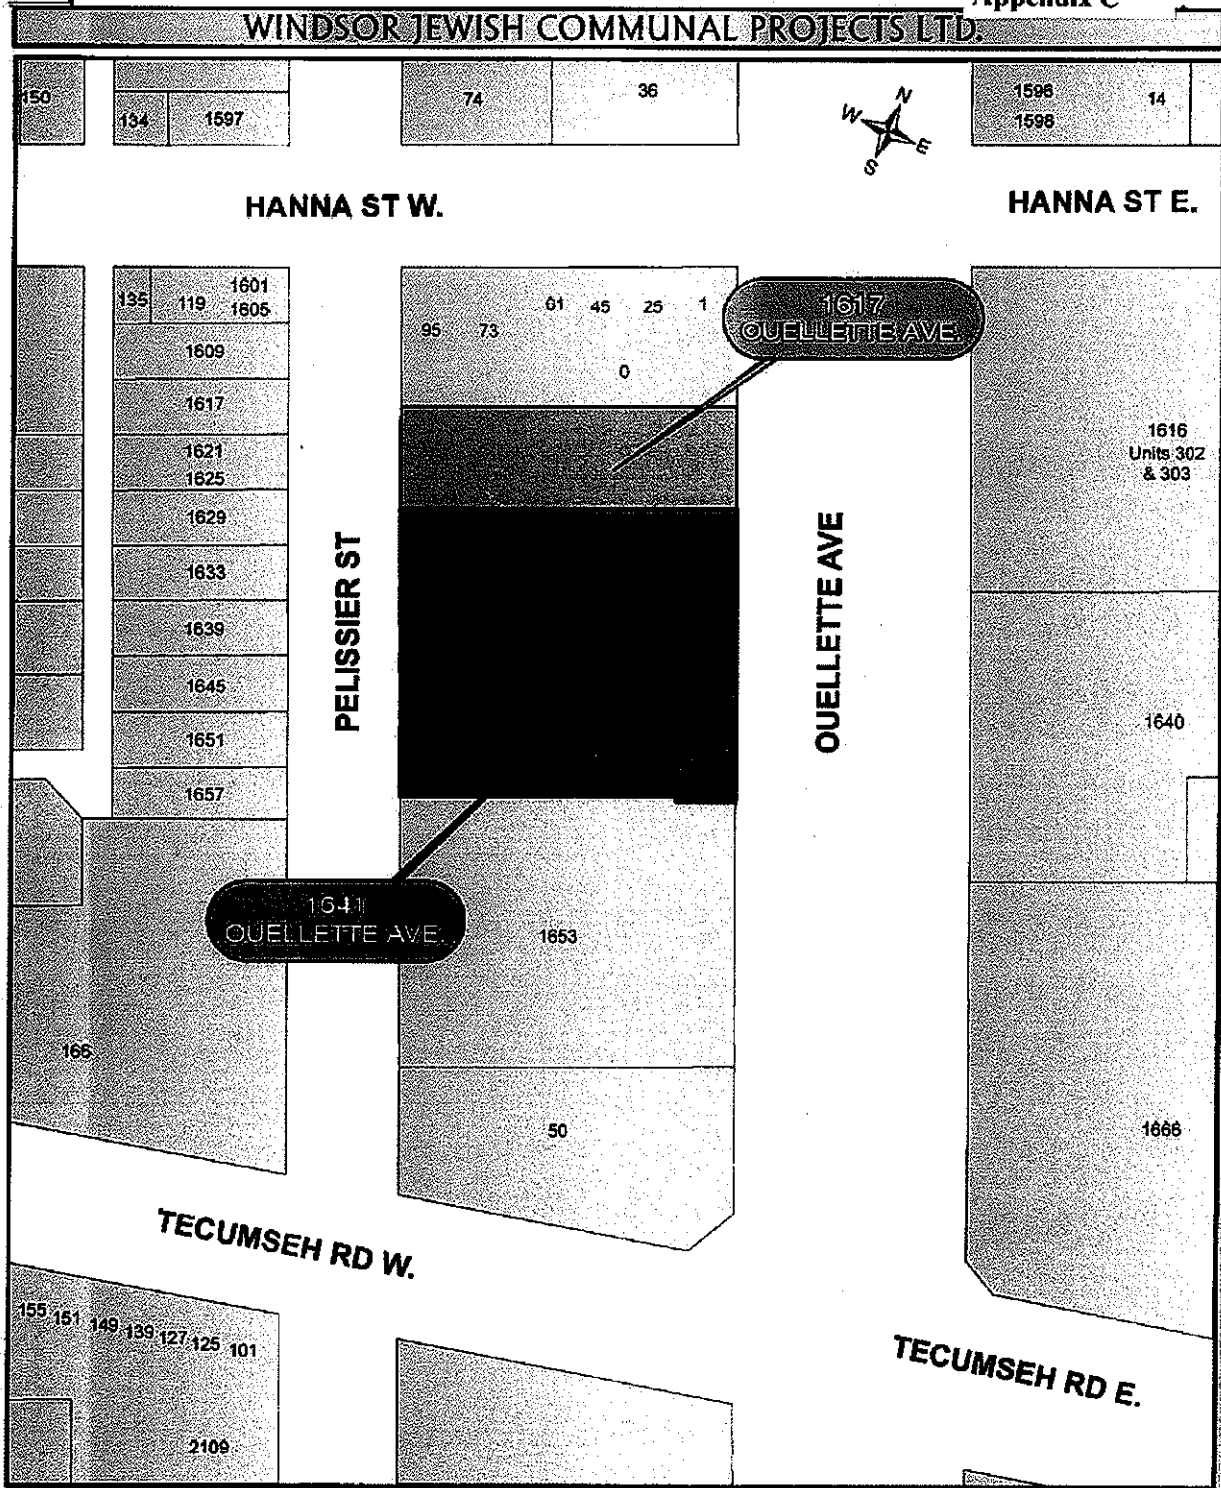 Appendix C
WINDSOR JEWISH COMMUNAL PROJECTS LTD.
150
134
1597
74
36
1596
1598
14
N
W
E
S
HANNA ST W.
HANNA ST E.
135
119
1601
1605
1609
1617
1621
1625
1629
1633
1639
1645
1651
1657
95
73
61
45
25
1
0
1617
OUELLETTE AVE.
1616
Units 302
& 303
PELISSIER ST
OUELLETTE AVE
1640
1641
OUELLETTE AVE.
1653
166
50
1666
TECUMSEH RD W.
155 151 149 139 127 125 101
TECUMSEH RD E.
2109